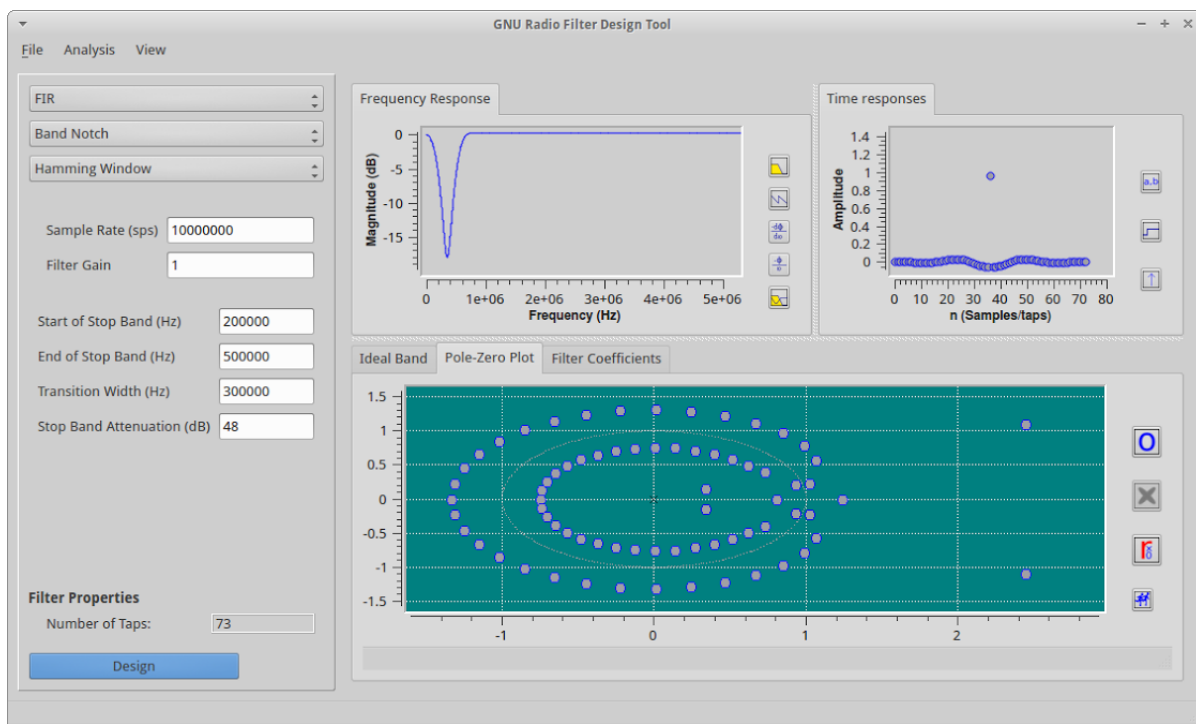 GNU Radio Filter Design Tool
File Analysis View
FIR
Band Notch
Hamming Window
Sample Rate (sps) 10000000
Filter Gain 1
Start of Stop Band (Hz) 200000
End of Stop Band (Hz) 500000
Transition Width (Hz) 300000
Stop Band Attenuation (dB) 48
Filter Properties
Number of Taps: 73
Design
Frequency Response
Magnitude (dB)
0
-5
-10
-15
0 1e+06 2e+06 3e+06 4e+06 5e+06
Frequency (Hz)
Time responses
Amplitude
1.4
1.2
1
0.8
0.6
0.4
0.2
0
0 10 20 30 40 50 60 70 80
n (Samples/taps)
a,b
Ideal Band Pole-Zero Plot Filter Coefficients
1.5
1
0.5
0
-0.5
-1
-1.5
-1 0 1 2